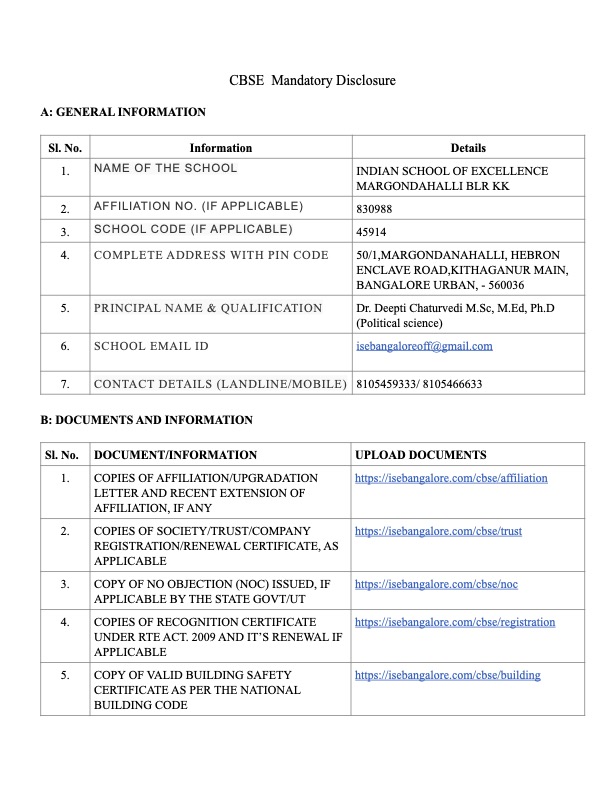 CBSE  Mandatory Disclosure
A: GENERAL INFORMATION
Sl. No. Information Details
1. NAME OF THE SCHOOL INDIAN SCHOOL OF EXCELLENCE
MARGONDAHALLI BLR KK
2. AFFILIATION NO. (IF APPLICABLE) 830988
3. SCHOOL CODE (IF APPLICABLE) 45914
4. COMPLETE ADDRESS WITH PIN CODE 50/1,MARGONDANAHALLI, HEBRON
ENCLAVE ROAD,KITHAGANUR MAIN,
BANGALORE URBAN, - 560036
5. PRINCIPAL NAME & QUALIFICATION Dr. Deepti Chaturvedi M.Sc, M.Ed, Ph.D
(Political science)
6. SCHOOL EMAIL ID isebangaloreoff@gmail.com
7. CONTACT DETAILS (LANDLINE/MOBILE) 8105459333/ 8105466633
B: DOCUMENTS AND INFORMATION
Sl. No. DOCUMENT/INFORMATION UPLOAD DOCUMENTS
1. COPIES OF AFFILIATION/UPGRADATION https://isebangalore.com/cbse/affiliation
LETTER AND RECENT EXTENSION OF
AFFILIATION, IF ANY
2. COPIES OF SOCIETY/TRUST/COMPANY https://isebangalore.com/cbse/trust
REGISTRATION/RENEWAL CERTIFICATE, AS
APPLICABLE
3. COPY OF NO OBJECTION (NOC) ISSUED, IF https://isebangalore.com/cbse/noc
APPLICABLE BY THE STATE GOVT/UT
4. COPIES OF RECOGNITION CERTIFICATE https://isebangalore.com/cbse/registration
UNDER RTE ACT. 2009 AND IT’S RENEWAL IF
APPLICABLE
5. COPY OF VALID BUILDING SAFETY https://isebangalore.com/cbse/building
CERTIFICATE AS PER THE NATIONAL
BUILDING CODE